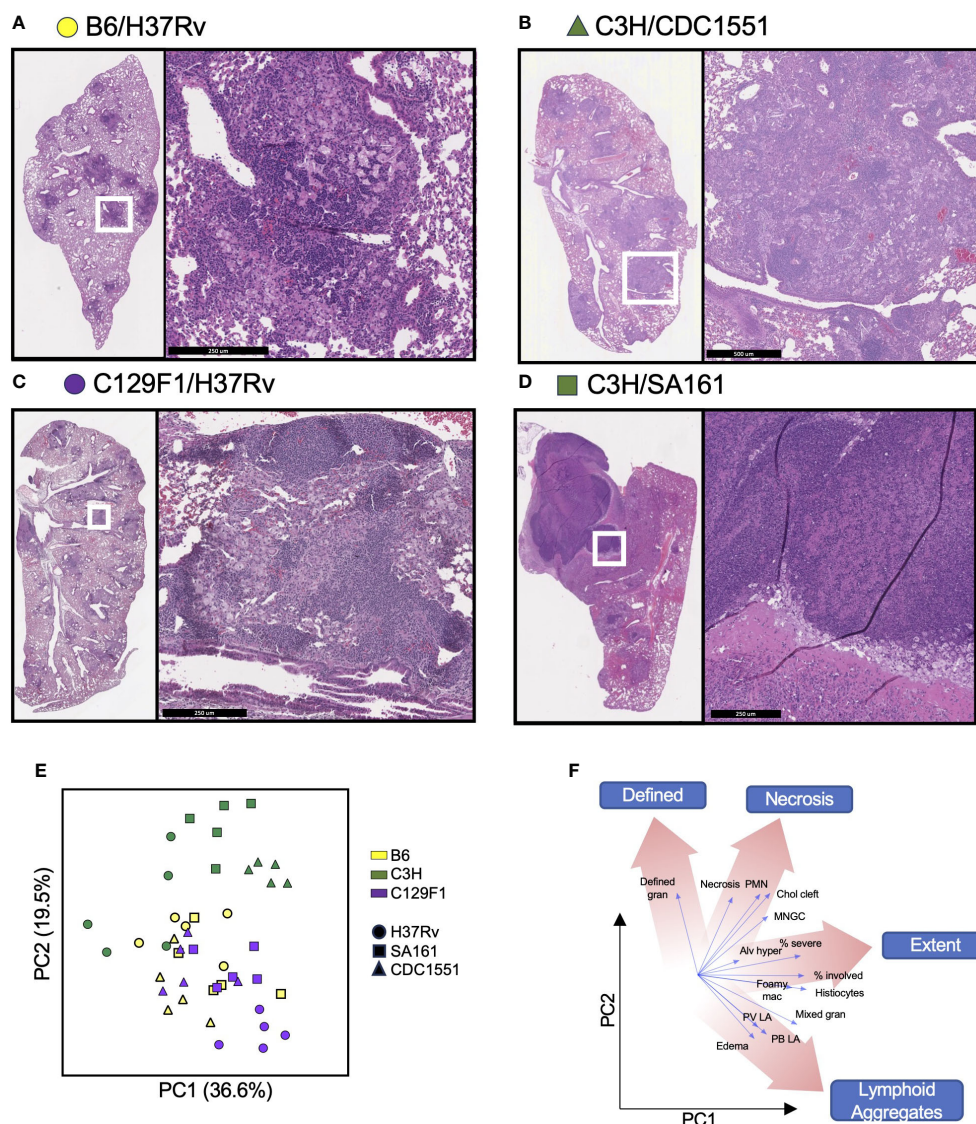 A B6/H37Rv
B C3H/CDC1551
250 um
500 um
C C129F1/H37Rv
D C3H/SA161
250 um
250 um
E
PC2 (19.5%)
PC1 (36.6%)
B6
C3H
C129F1
H37Rv
SA161
CDC1551
F
Defined
Necrosis
Defined
gran
Necrosis PMN
Chol cleft
MNGC
Alv hyper
% severe
Extent
% involved
Foamy
mac
Histiocytes
Mixed gran
PV LA
PB LA
Edema
Lymphoid
Aggregates
PC2
PC1